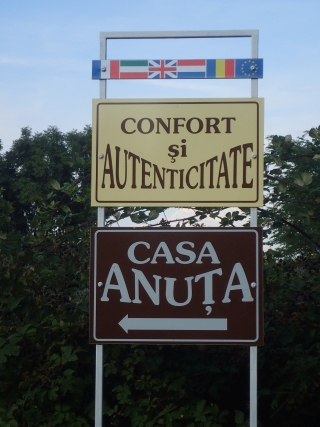 CONFORT
și
AUTENTICITATE
CASA
ANUȚA